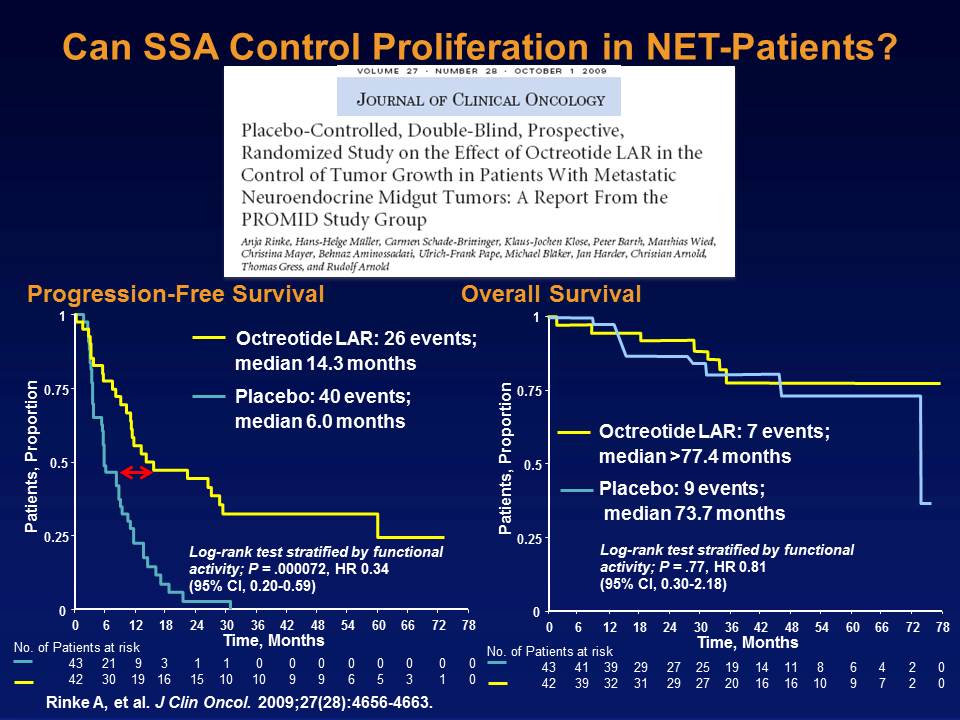 Can SSA Control Proliferation in NET-Patients?
VOLUME 27 · NUMBER 28 · OCTOBER 1 2009
JOURNAL OF CLINICAL ONCOLOGY
Placebo-Controlled, Double-Blind, Prospective,
Randomized Study on the Effect of Octreotide LAR in the
Control of Tumor Growth in Patients With Metastatic
Neuroendocrine Midgut Tumors: A Report From the
PROMID Study Group
Anja Rinke, Hans-Helge Müller, Carmen Schade-Brittinger, Klaus-Jochen Klose, Peter Barth, Matthias Wied,
Christina Mayer, Behnaz Aminossadati, Ulrich-Frank Pape, Michael Bläker, Jan Harder, Christian Arnold,
Thomas Gress, and Rudolf Arnold
Progression-Free Survival
1
0.75
0.5
0.25
0
Patients, Proportion
Octreotide LAR: 26 events;
median 14.3 months
Placebo: 40 events;
median 6.0 months
Log-rank test stratified by functional
activity; P = .000072, HR 0.34
(95% CI, 0.20-0.59)
0 6 12 18 24 30 36 42 48 54 60 66 72 78
Time, Months
No. of Patients at risk
43 21 9 3 1 1 0 0 0 0 0 0 0 0
42 30 19 16 15 10 10 9 9 6 5 3 1 0
Overall Survival
1
0.75
0.5
0.25
0
Patients, Proportion
Octreotide LAR: 7 events;
median >77.4 months
Placebo: 9 events;
median 73.7 months
Log-rank test stratified by functional
activity; P = .77, HR 0.81
(95% CI, 0.30-2.18)
0 6 12 18 24 30 36 42 48 54 60 66 72 78
Time, Months
No. of Patients at risk
43 41 39 29 27 25 19 14 11 8 6 4 2 0
42 39 32 31 29 27 20 16 16 10 9 7 2 0
Rinke A, et al. J Clin Oncol. 2009;27(28):4656-4663.